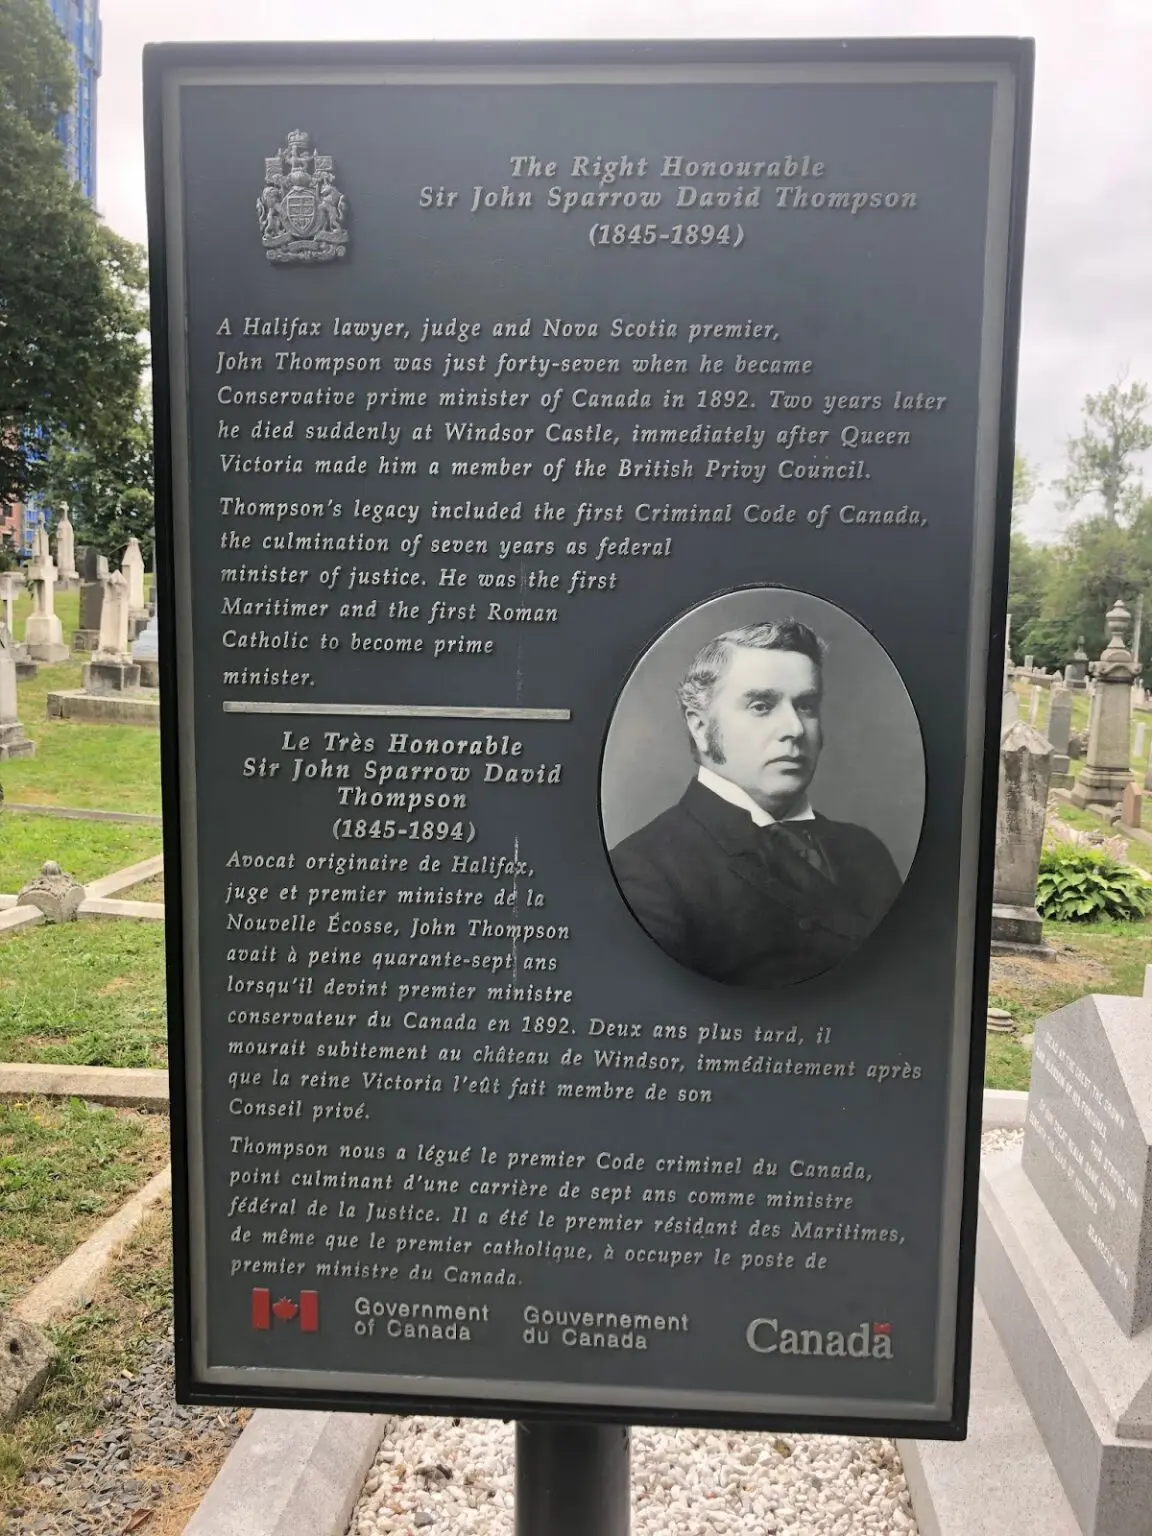 The Right Honourable
Sir John Sparrow David Thompson
(1845-1894)
A Halifax lawyer, judge and Nova Scotia premier,
John Thompson was just forty-seven when he became
Conservative prime minister of Canada in 1892. Two years later
he died suddenly at Windsor Castle, immediately after Queen
Victoria made him a member of the British Privy Council.
Thompson's legacy included the first Criminal Code of Canada,
the culmination of seven years as federal
minister of justice. He was the first
Maritimer and the first Roman
Catholic to become prime
minister.
Le Très Honorable
Sir John Sparrow David
Thompson
(1845-1894)
Avocat originaire de Halifax,
juge et premier ministre de la
Nouvelle Écosse, John Thompson
avait à peine quarante-sept ans
lorsqu'il devint premier ministre
conservateur du Canada en 1892. Deux ans plus tard, il
mourait subitement au château de Windsor, immédiatement après
que la reine Victoria l'eût fait membre de son
Conseil privé.
Thompson nous a légué le premier Code criminel du Canada,
point culminant d'une carrière de sept ans comme ministre
fédéral de la Justice. Il a été le premier résidant des Maritimes,
de même que le premier catholique, à occuper le poste de
premier ministre du Canada.
Government
of Canada
Gouvernement
du Canada
Canada